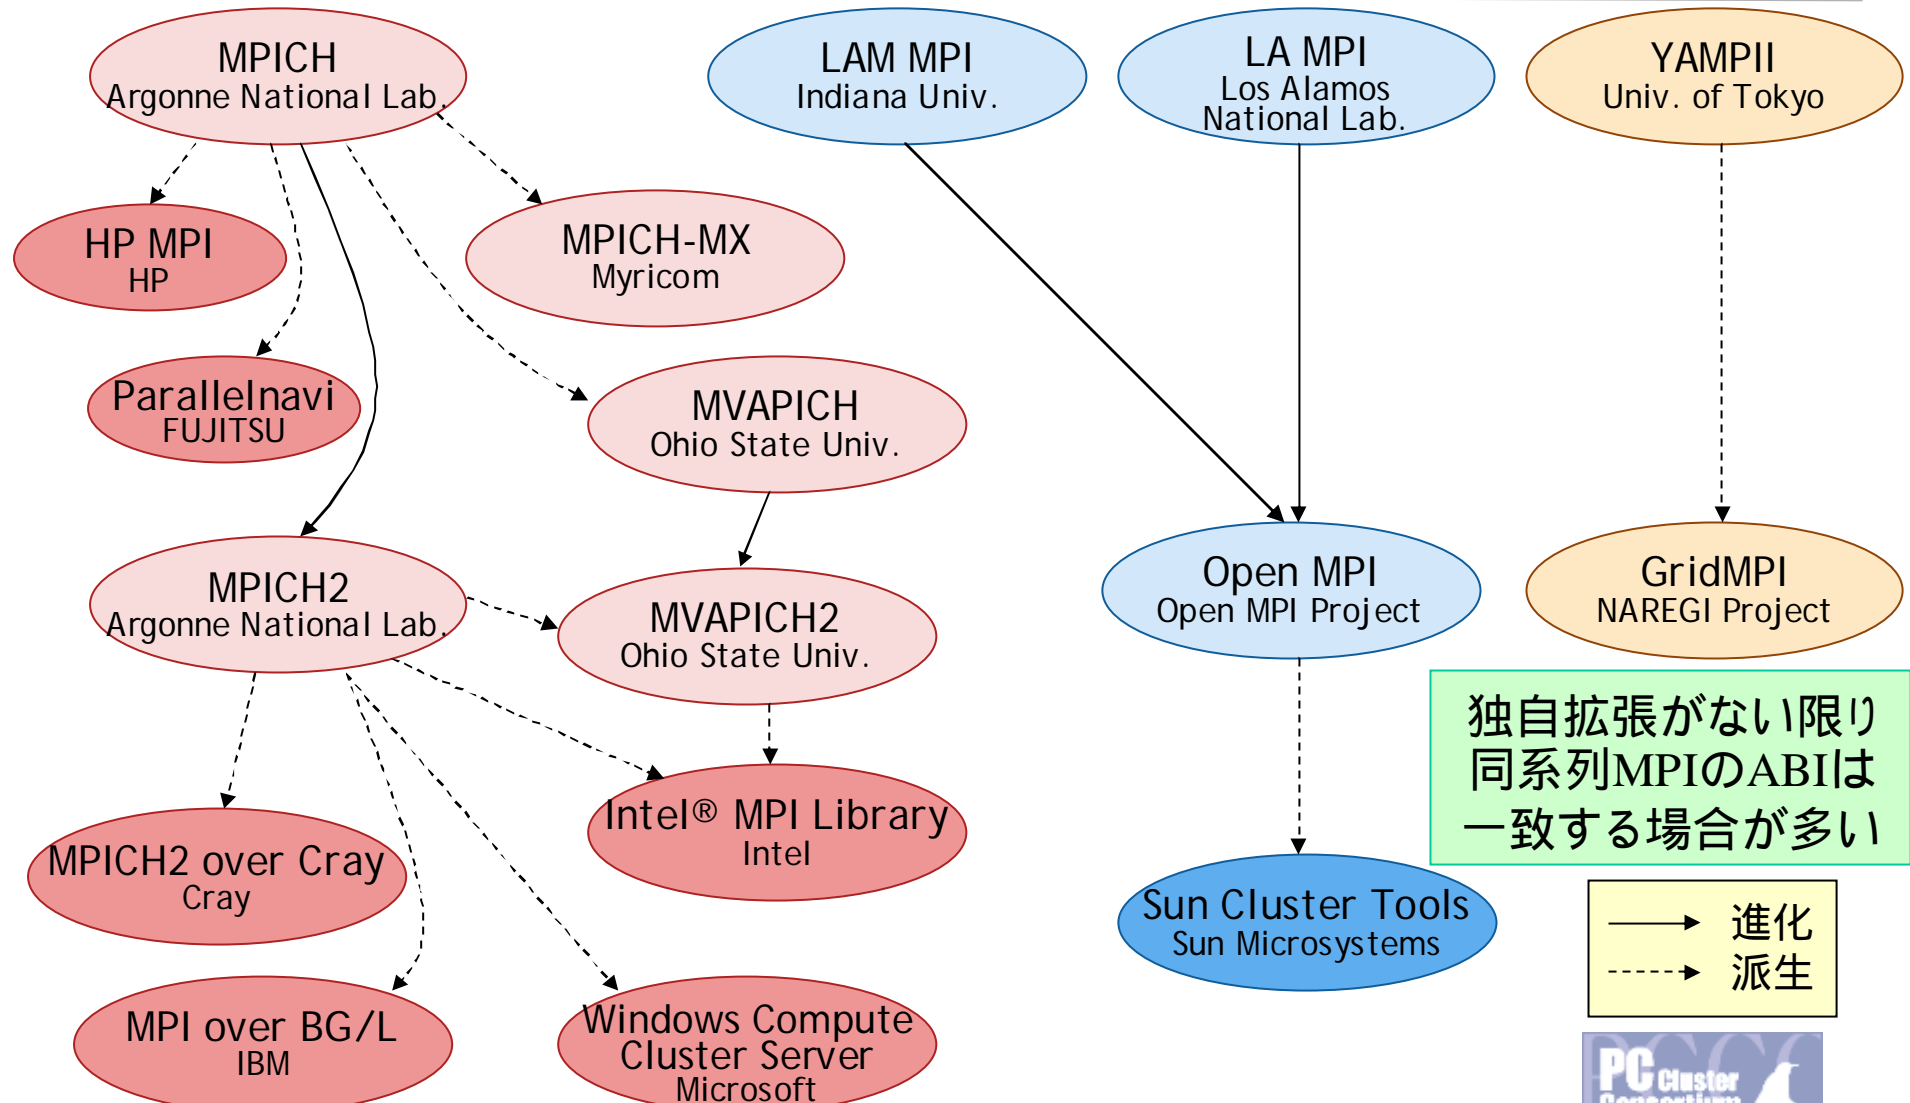 MPICH
Argonne National Lab.
LAM MPI
Indiana Univ.
LA MPI
Los Alamos
National Lab.
YAMPII
Univ. of Tokyo
HP MPI
HP
MPICH-MX
Myricom
Parallelnavi
FUJITSU
MVAPICH
Ohio State Univ.
MPICH2
Argonne National Lab.
MVAPICH2
Ohio State Univ.
Open MPI
Open MPI Project
GridMPI
NAREGI Project
独自拡張がない限り
同系列MPIのABIは
一致する場合が多い
Intel® MPI Library
Intel
MPICH2 over Cray
Cray
Sun Cluster Tools
Sun Microsystems
進化
派生
MPI over BG/L
IBM
Windows Compute
Cluster Server
Microsoft
PC Cluster
Consortium